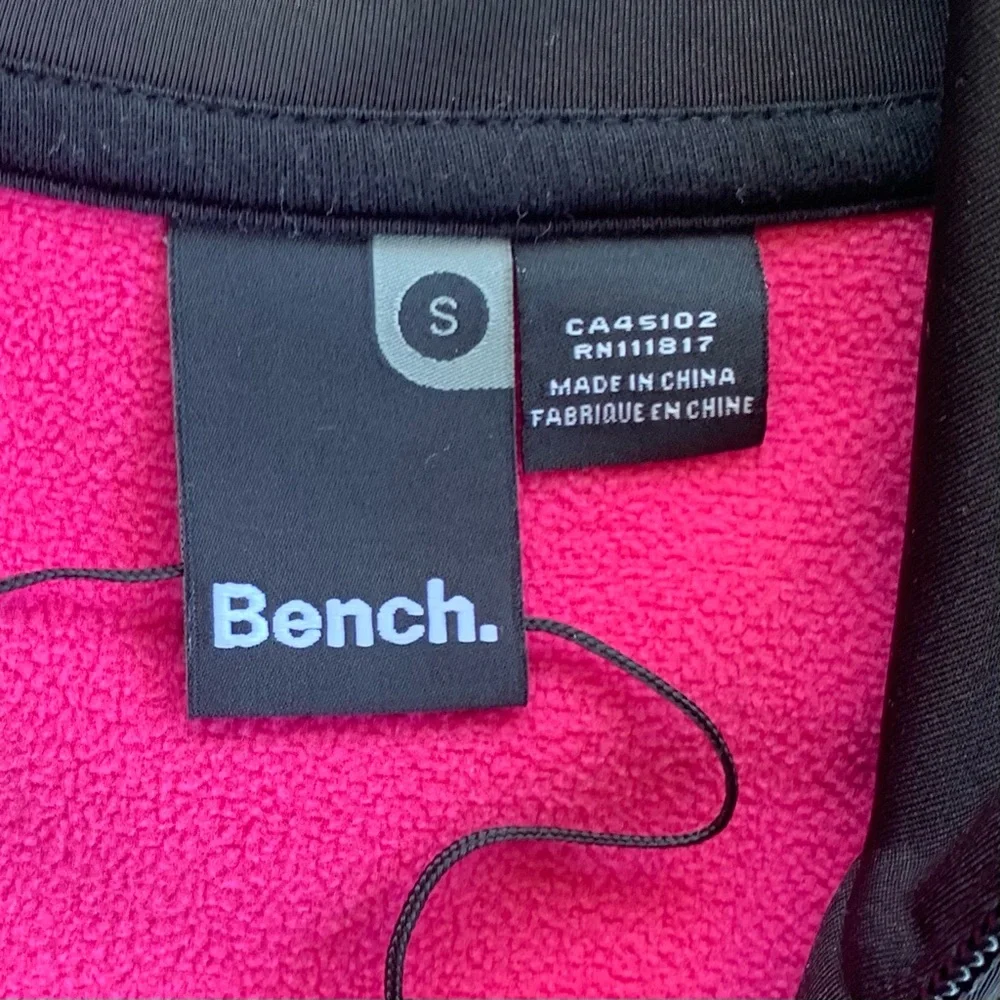 S
Bench.
CA45102
RN111817
MADE IN CHINA
FABRIQUE EN CHINE